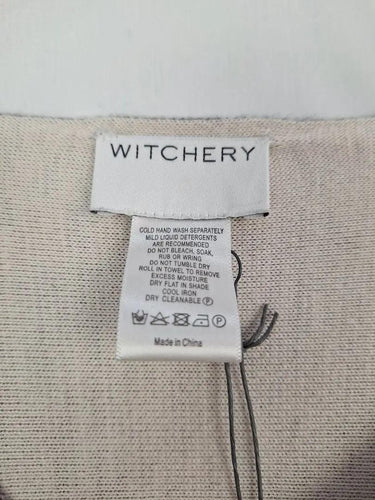 WITCHERY
COLD HAND WASH SEPARATELY
MILD LIQUID DETERGENTS
ARE RECOMMENDED
DO NOT BLEACH, SOAK,
RUB OR WRING
DO NOT TUMBLE DRY
ROLL IN TOWEL TO REMOVE
EXCESS MOISTURE
DRY FLAT IN SHADE
COOL IRON
DRY CLEANABLE Ⓟ
Ⓟ
Made in China